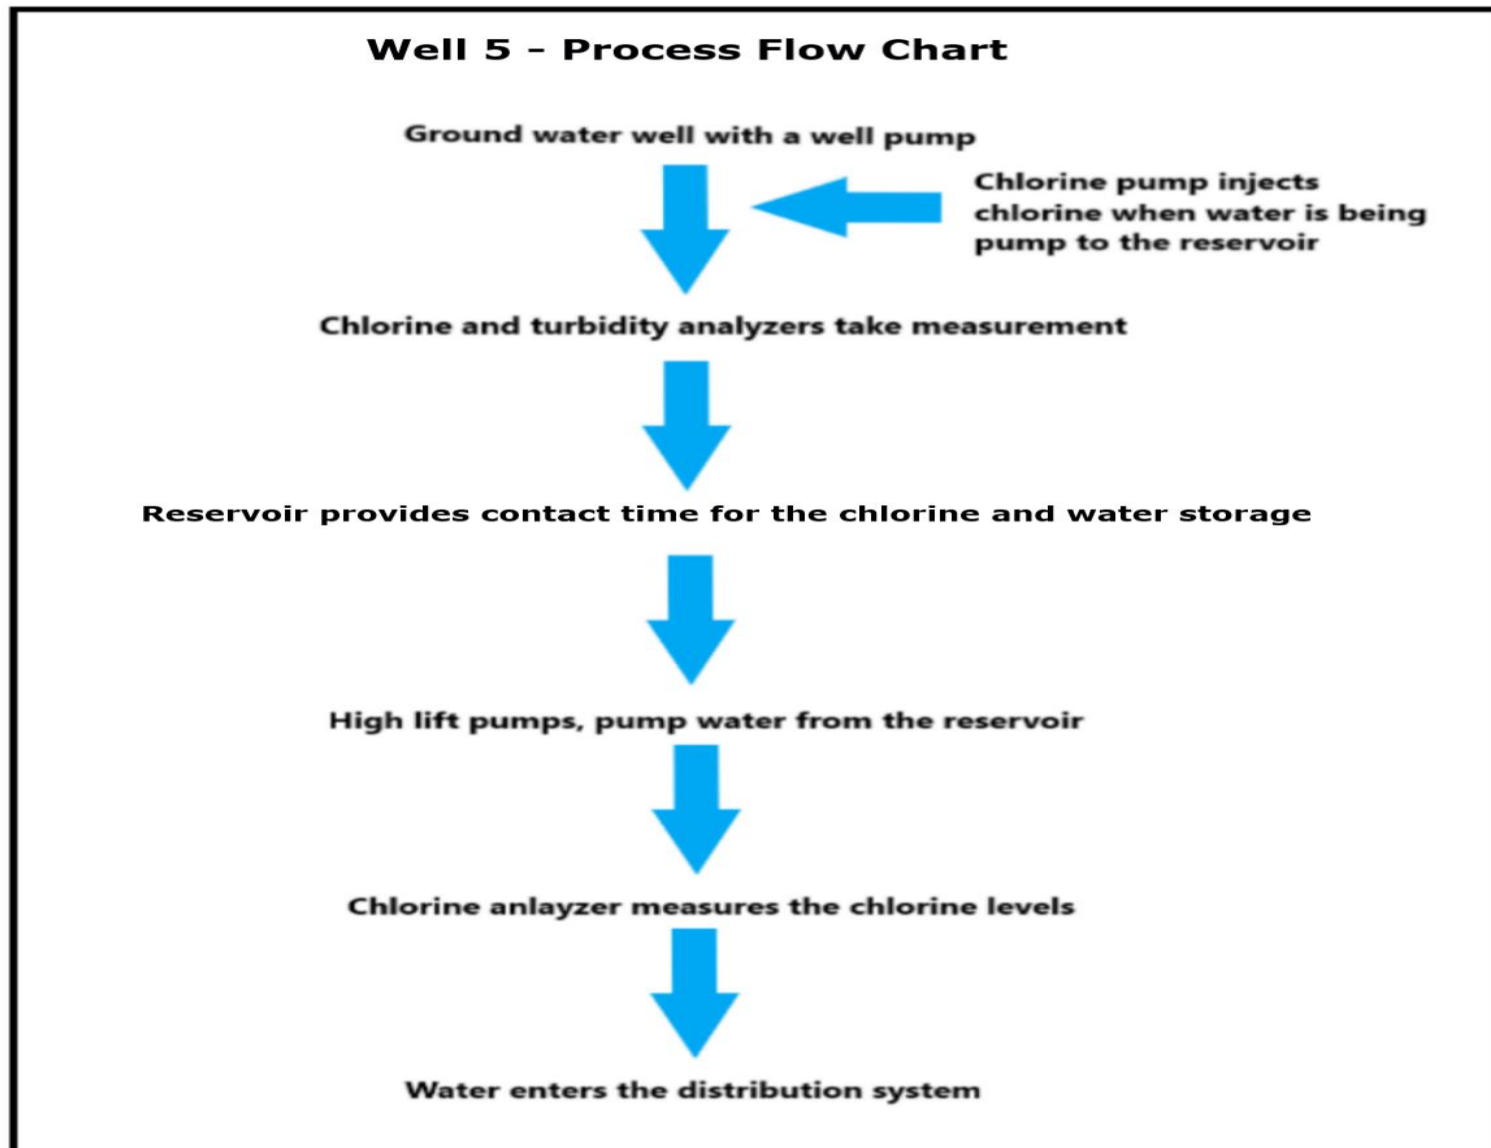 Well 5 – Process Flow Chart
Ground water well with a well pump
Chlorine pump injects
chlorine when water is being
pump to the reservoir
Chlorine and turbidity analyzers take measurement
Reservoir provides contact time for the chlorine and water storage
High lift pumps, pump water from the reservoir
Chlorine anlayzer measures the chlorine levels
Water enters the distribution system